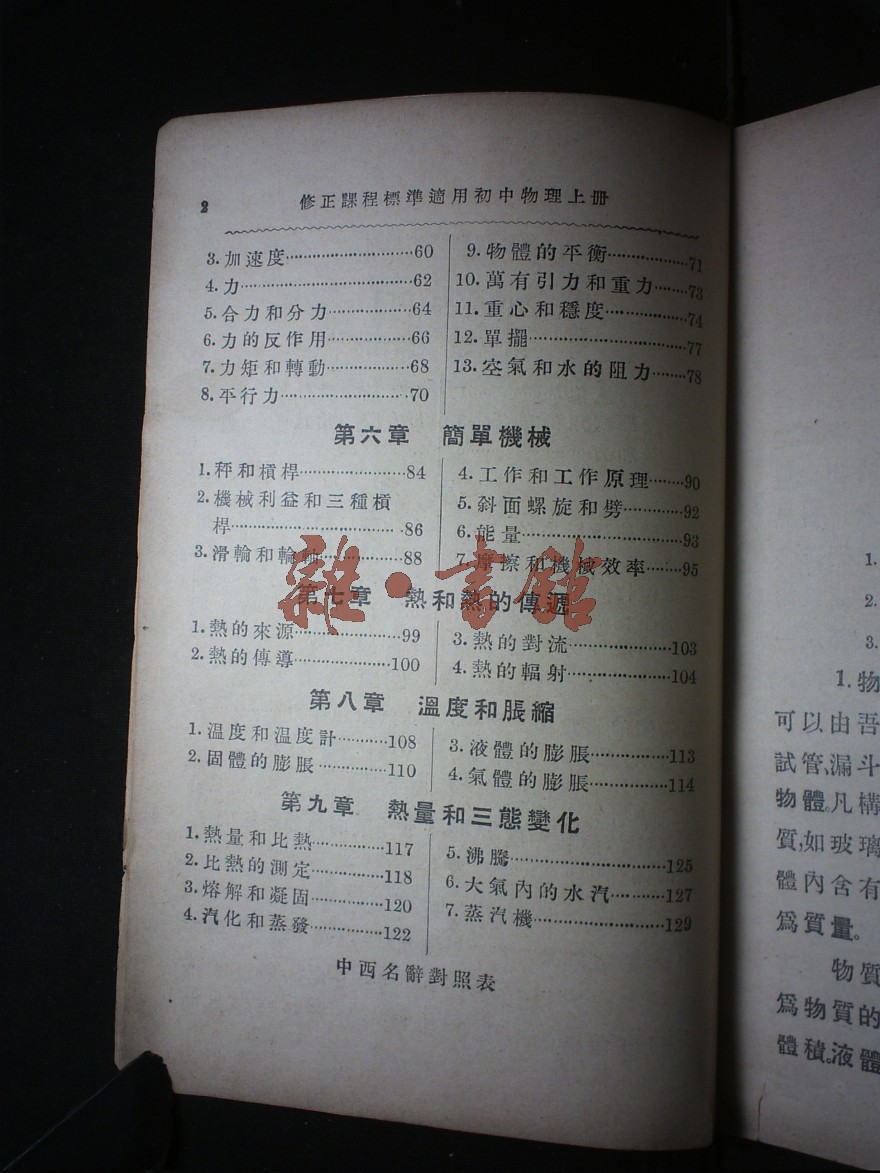 2
修正課程標準適用初中物理上册
3.加速度………60
4.力………62
5.合力和分力………64
6.力的反作用………66
7.力矩和轉動………68
8.平行力………70
9.物體的平衡………71
10.萬有引力和重力………73
11.重心和穩度………74
12.單擺………77
13.空氣和水的阻力………78
第六章 簡單機械
1.秤和槓桿………84
2.機械利益和三種槓
桿………86
3.滑輪和輪軸………88
4.工作和工作原理………90
5.斜面螺旋和劈………92
6.能量………93
7.摩擦和機械效率………95
雜·書館
第七章 熱和熱的傳遞
1.熱的來源………99
2.熱的傳導………100
3.熱的對流………103
4.熱的輻射………104
第八章 溫度和脹縮
1.溫度和溫度計………108
2.固體的膨脹………110
3.液體的膨脹………113
4.氣體的膨脹………114
第九章 熱量和三態變化
1.熱量和比熱………117
2.比熱的測定………118
3.熔解和凝固………120
4.汽化和蒸發………122
5.沸騰………125
6.大氣內的水汽………127
7.蒸汽機………129
中西名辭對照表
1.
2.
3.
1.物
可以由吾
試管、漏斗
物體。凡構
質,如玻璃
體內含有
爲質量。
物質
爲物質的
體積。液體